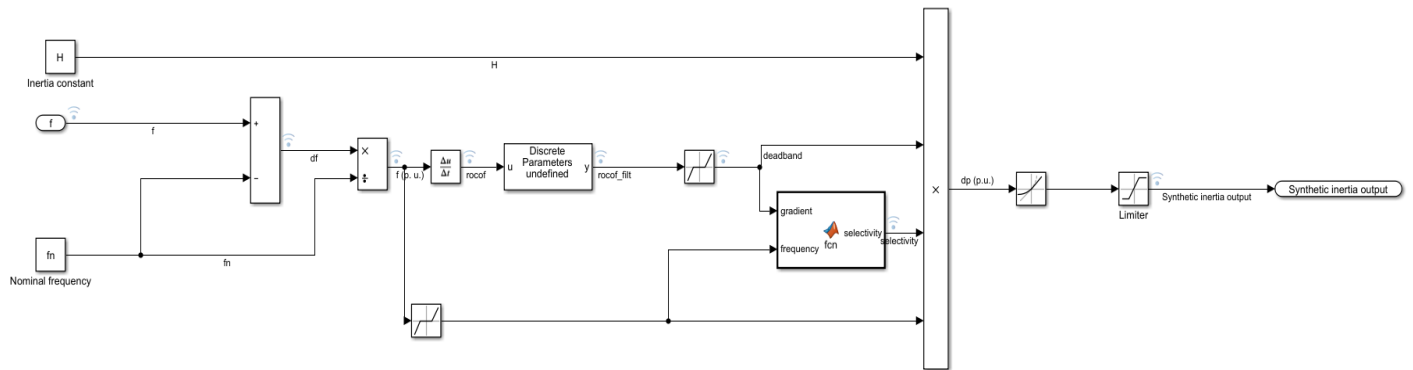 H
Inertia constant
H
f
f
+
−
df
fn
Nominal frequency
fn
×
÷
f (p. u.)
Δu
Δt
rocof
Discrete
Parameters
undefined
u
y
rocof_filt
deadband
gradient
frequency
selectivity
fcn
selectivity
×
dp (p.u.)
Limiter
Synthetic inertia output
Synthetic inertia output